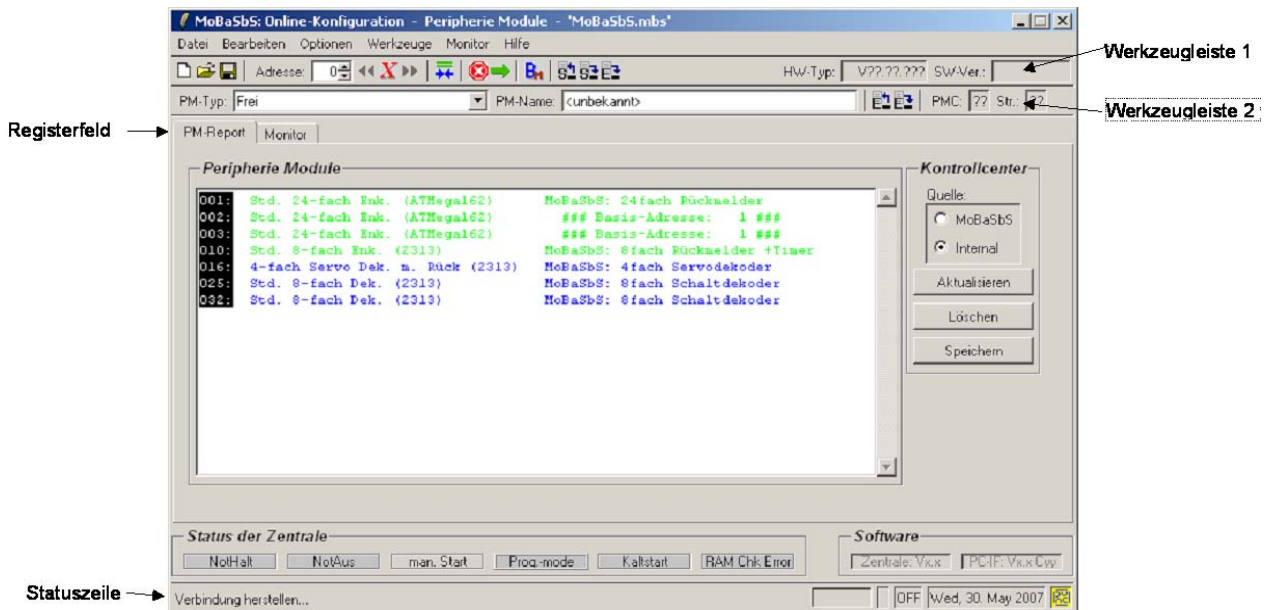 MoBaSbS: Online-Konfiguration - Peripherie Module - "MoBaSbS.mbs"
Datei Bearbeiten Optionen Werkzeuge Monitor Hilfe
Werkzeugleiste 1
Adresse: 0 HW-Typ: V??.??.??? SW-Ver.:
PM-Typ: Frei PM-Name: <unbekannt> PMC: ?? Str.: ??
Werkzeugleiste 2
Registerfeld
PM-Report Monitor
Peripherie Module
001: Std. 24-fach Enk. (ATMega162) MoBaSbS: 24fach Rückmelder
002: Std. 24-fach Enk. (ATMega162) ### Basis-Adresse: 1 ###
003: Std. 24-fach Enk. (ATMega162) ### Basis-Adresse: 1 ###
010: Std. 8-fach Enk. (2313) MoBaSbS: 8fach Rückmelder +Timer
016: 4-fach Servo Dek. m. Rück (2313) MoBaSbS: 4fach Servodekoder
025: Std. 8-fach Dek. (2313) MoBaSbS: 8fach Schaltdekoder
032: Std. 8-fach Dek. (2313) MoBaSbS: 8fach Schaltdekoder
Kontrollcenter
Quelle:
MoBaSbS
Internal
Aktualisieren
Löschen
Speichern
Status der Zentrale
NotHalt NotAus man. Start Prog.-mode Kaltstart RAM Chk Error
Software
Zentrale: Vx.x PC-IF: Vx.x Cyy
Statuszeile
Verbindung herstellen... OFF Wed, 30. May 2007